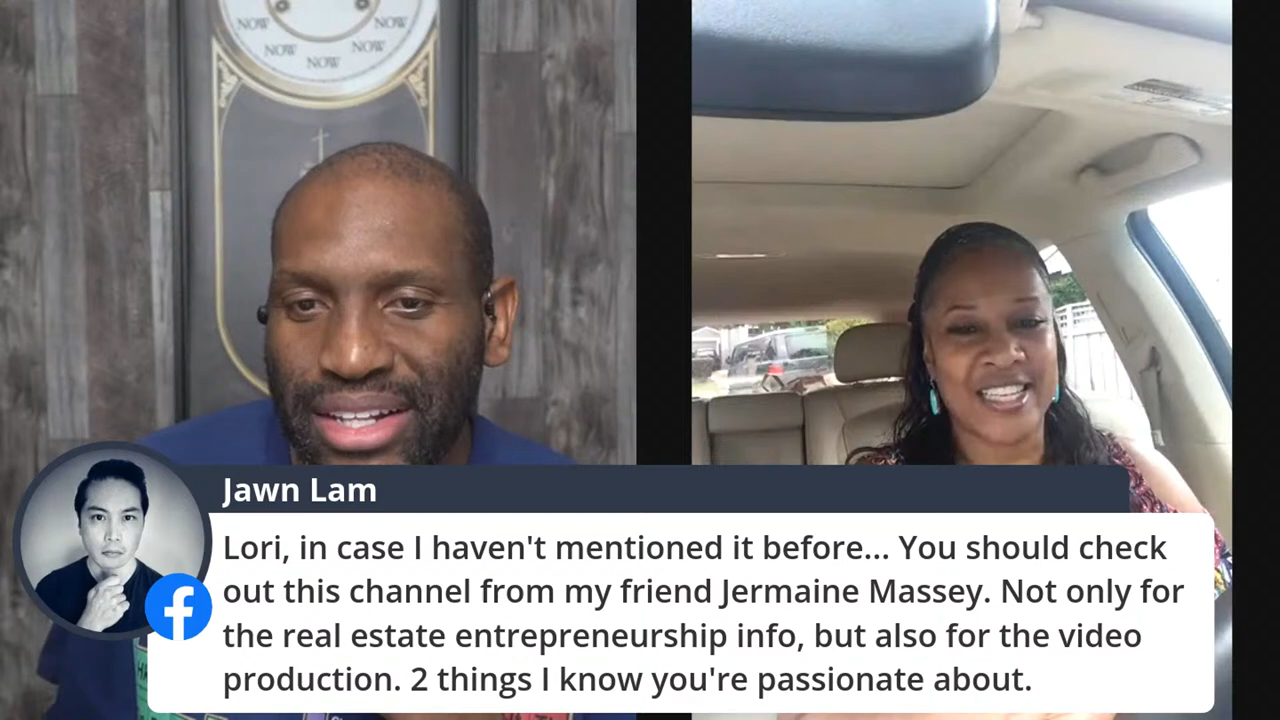 NOW
NOW
NOW
NOW
NOW
Jawn Lam
Lori, in case I haven't mentioned it before... You should check
out this channel from my friend Jermaine Massey. Not only for
the real estate entrepreneurship info, but also for the video
production. 2 things I know you're passionate about.